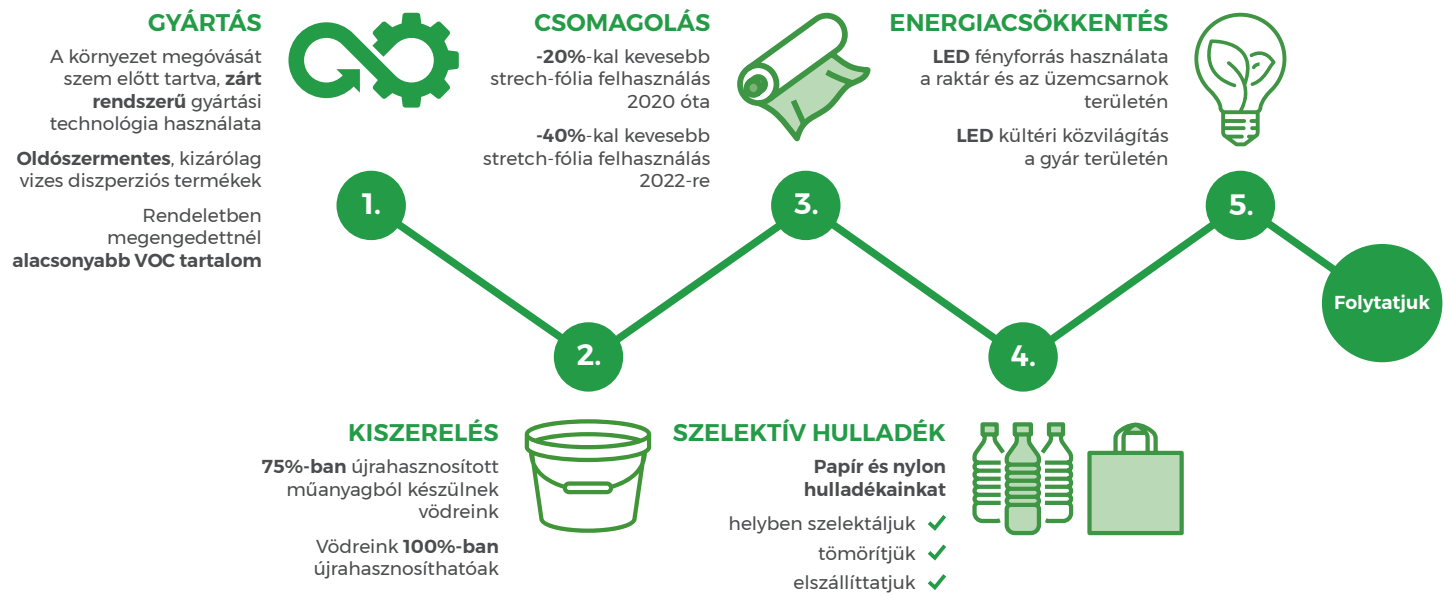 GYÁRTÁS
A környezet megóvását
szem előtt tartva, zárt
rendszerű gyártási
technológia használata
Oldószermentes, kizárólag
vizes diszperziós termékek
Rendeletben
megengedettnél
alacsonyabb VOC tartalom
1.
KISZERELÉS
75%-ban újrahasznosított
műanyagból készülnek
vödreink
Vödreink 100%-ban
újrahasznosíthatóak
2.
CSOMAGOLÁS
-20%-kal kevesebb
strech-fólia felhasználás
2020 óta
-40%-kal kevesebb
stretch-fólia felhasználás
2022-re
3.
SZELEKTÍV HULLADÉK
Papír és nylon
hulladékainkat
helyben szelektáljuk
tömörítjük
elszállíttatjuk
4.
ENERGIACSÖKKENTÉS
LED fényforrás használata
a raktár és az üzemcsarnok
területén
LED kültéri közvilágítás
a gyár területén
5.
Folytatjuk